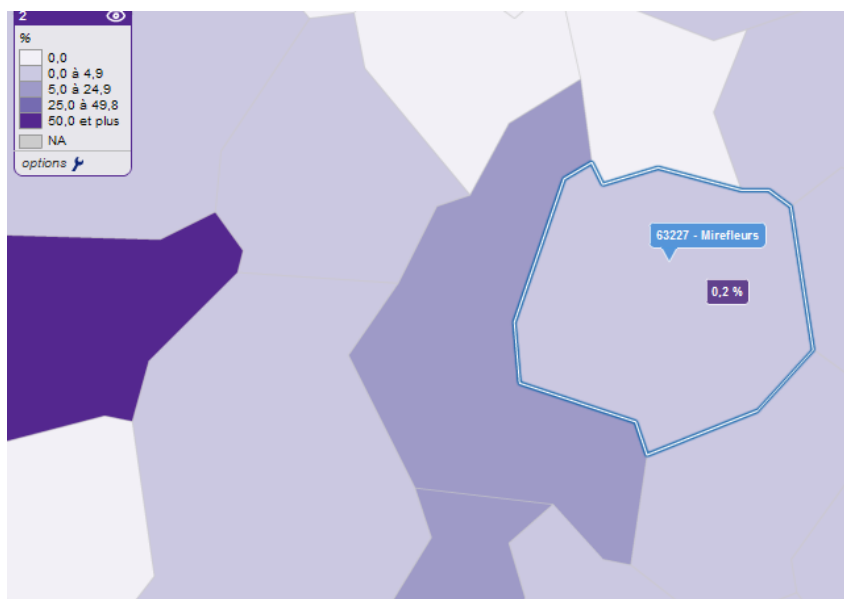 2
%
0,0
0,0 à 4,9
5,0 à 24,9
25,0 à 49,8
50,0 et plus
NA
options
63227 - Mirefleurs
0,2 %